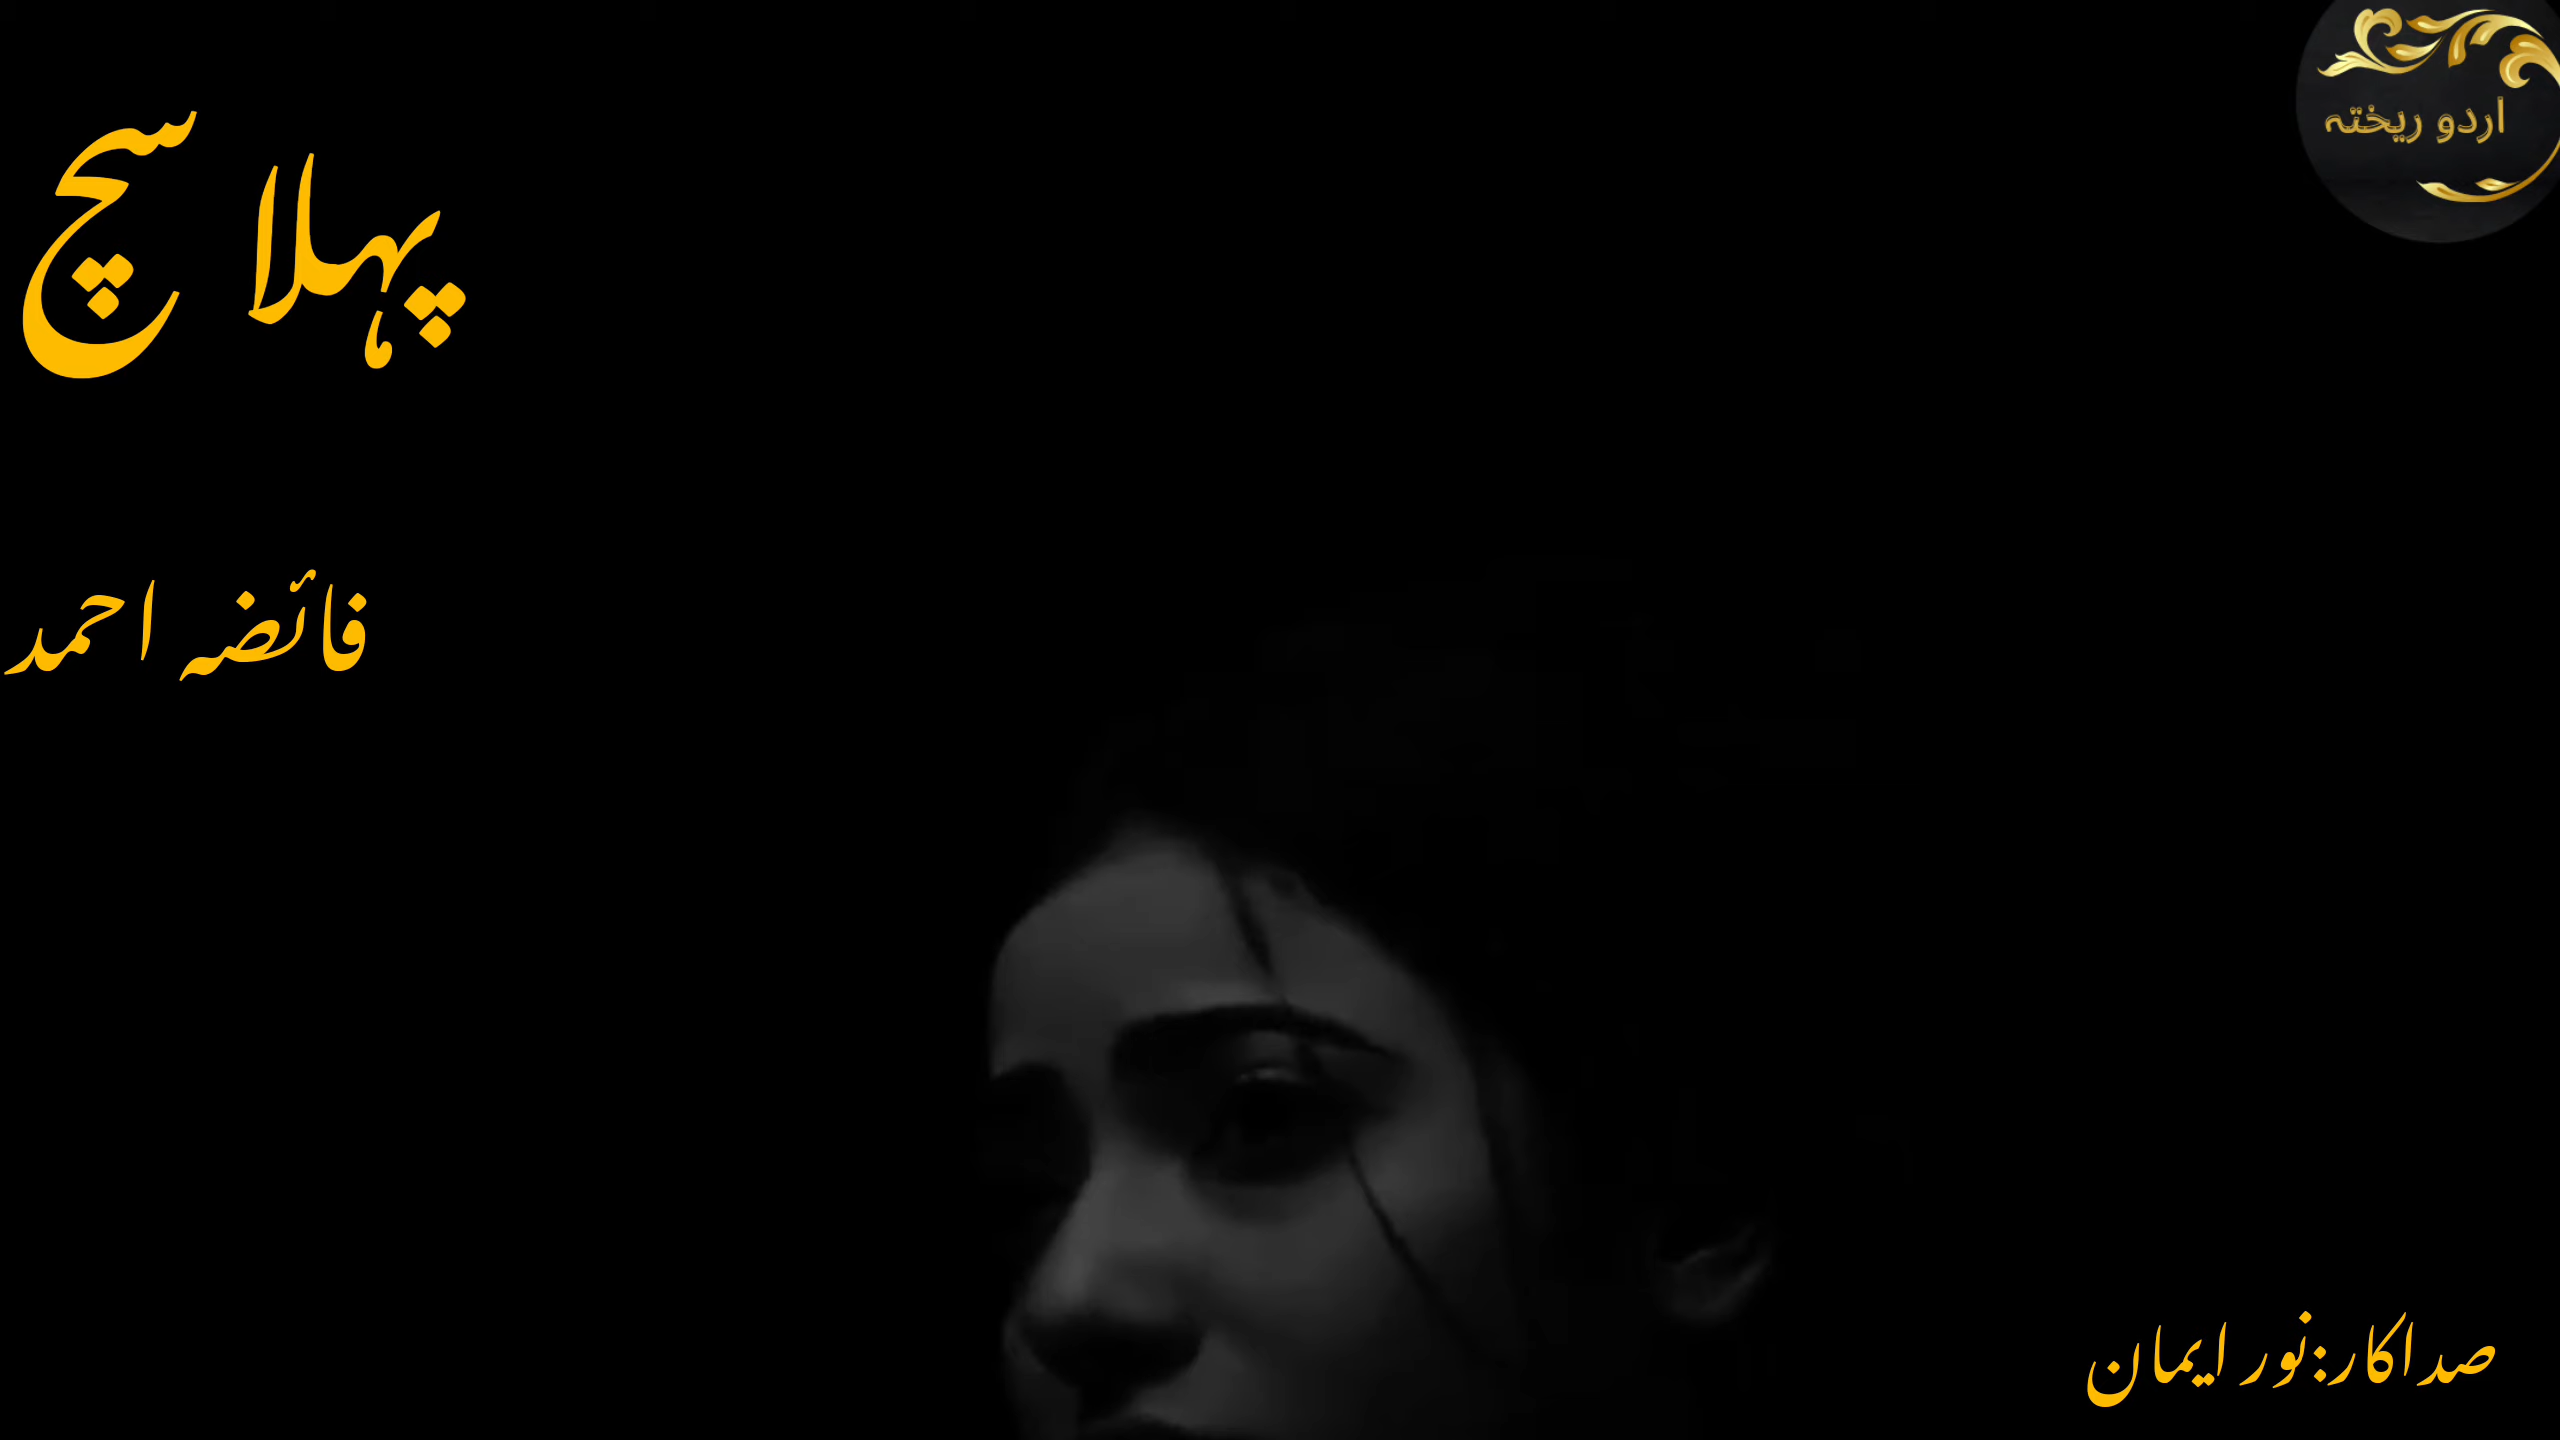 اردو ریختہ
پہلا سچ
فائضہ احمد
صداکار:نور ایمان